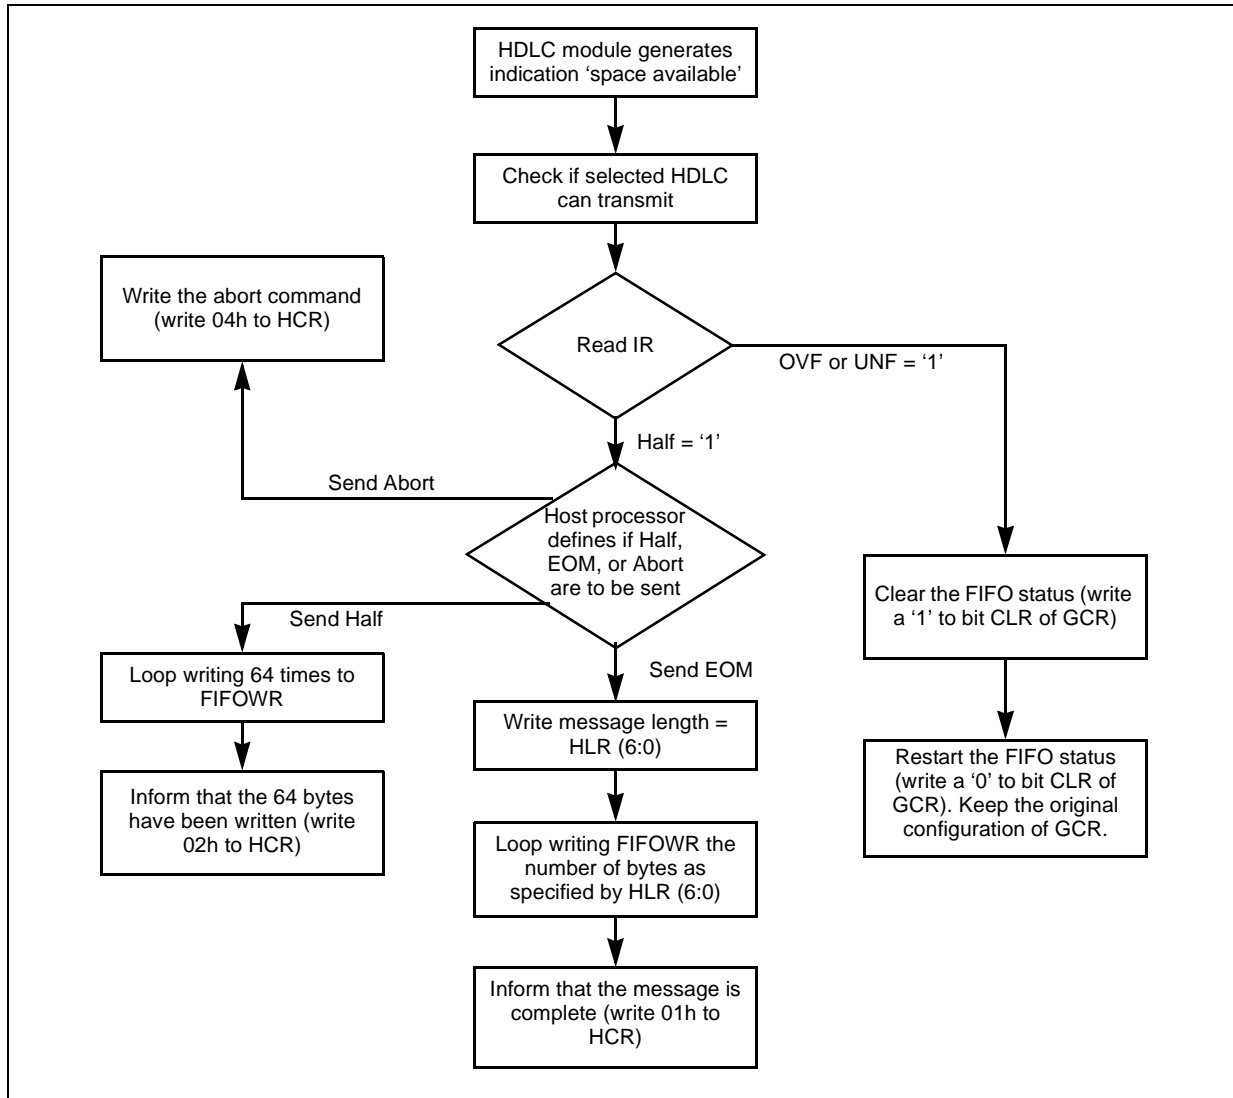 HDLC module generates
indication ‘space available’
Check if selected HDLC
can transmit
Write the abort command
(write 04h to HCR)
Read IR
OVF or UNF = ‘1’
Half = ‘1’
Send Abort
Host processor
defines if Half,
EOM, or Abort
are to be sent
Clear the FIFO status (write
a ‘1’ to bit CLR of GCR)
Send Half
Send EOM
Loop writing 64 times to
FIFOWR
Write message length =
HLR (6:0)
Restart the FIFO status
(write a ‘0’ to bit CLR of
GCR). Keep the original
configuration of GCR.
Inform that the 64 bytes
have been written (write
02h to HCR)
Loop writing FIFOWR the
number of bytes as
specified by HLR (6:0)
Inform that the message is
complete (write 01h to
HCR)